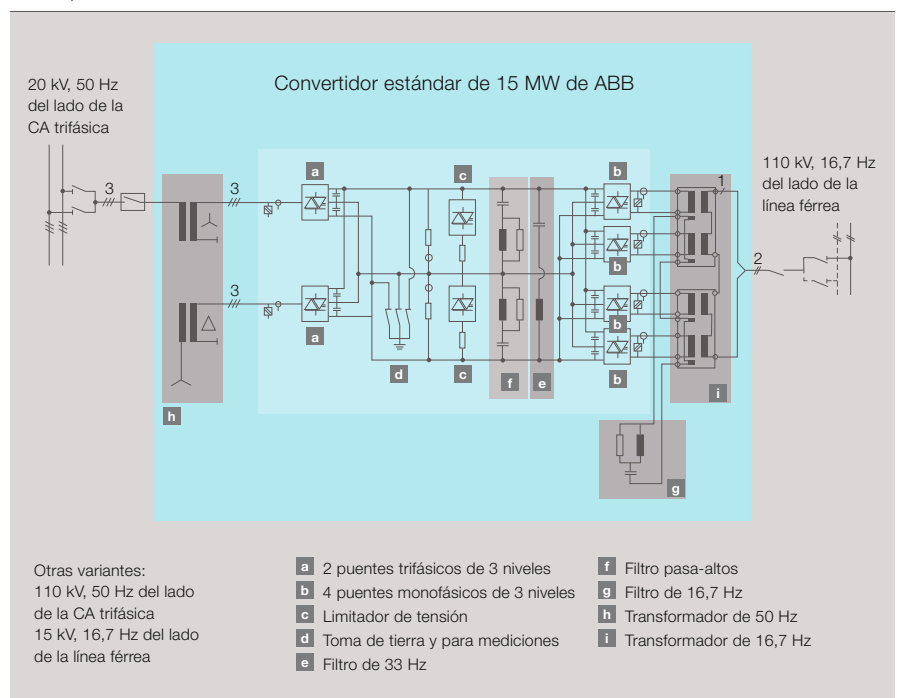 Convertidor estándar de 15 MW de ABB
20 kV, 50 Hz
del lado de la
CA trifásica
3
3
3
a
a
c
c
d
f
e
b
b
b
b
1
2
110 kV, 16,7 Hz
del lado de la
línea férrea
h
i
g
Otras variantes:
110 kV, 50 Hz del lado
de la CA trifásica
15 kV, 16,7 Hz del lado
de la línea férrea
a 2 puentes trifásicos de 3 niveles
b 4 puentes monofásicos de 3 niveles
c Limitador de tensión
d Toma de tierra y para mediciones
e Filtro de 33 Hz
f Filtro pasa-altos
g Filtro de 16,7 Hz
h Transformador de 50 Hz
i Transformador de 16,7 Hz